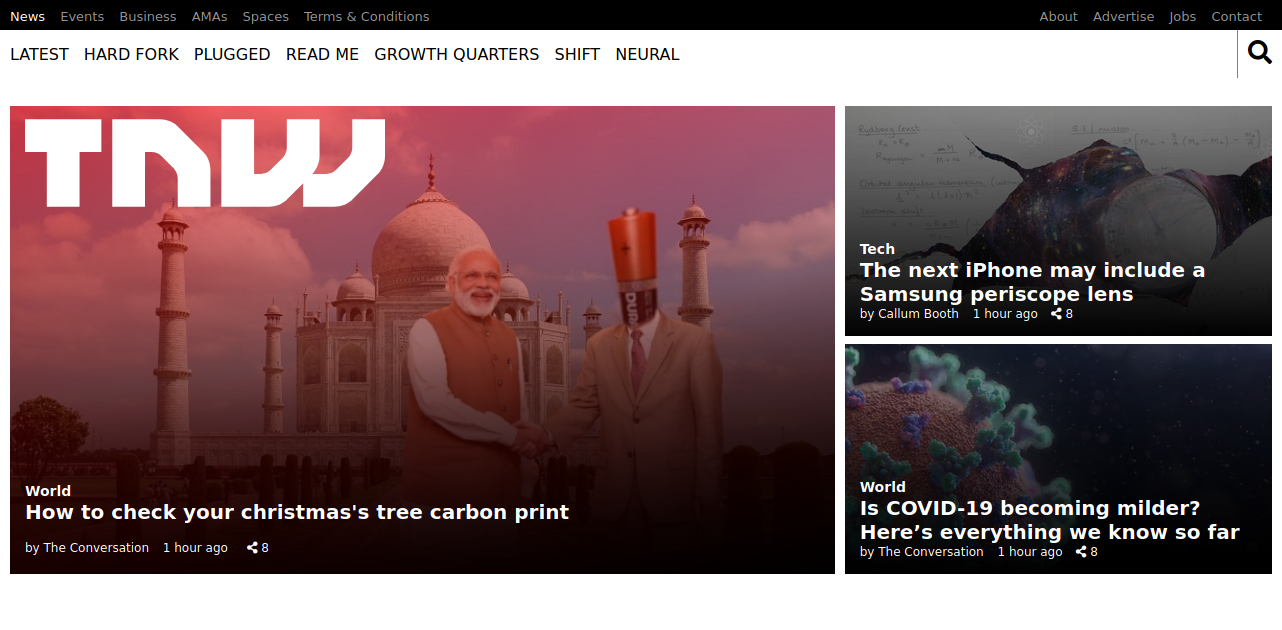 News Events Business AMAs Spaces Terms & Conditions About Advertise Jobs Contact
LATEST HARD FORK PLUGGED READ ME GROWTH QUARTERS SHIFT NEURAL
TNW
World
How to check your christmas's tree carbon print
by The Conversation 1 hour ago 8
Tech
The next iPhone may include a
Samsung periscope lens
by Callum Booth 1 hour ago 8
World
Is COVID-19 becoming milder?
Here’s everything we know so far
by The Conversation 1 hour ago 8